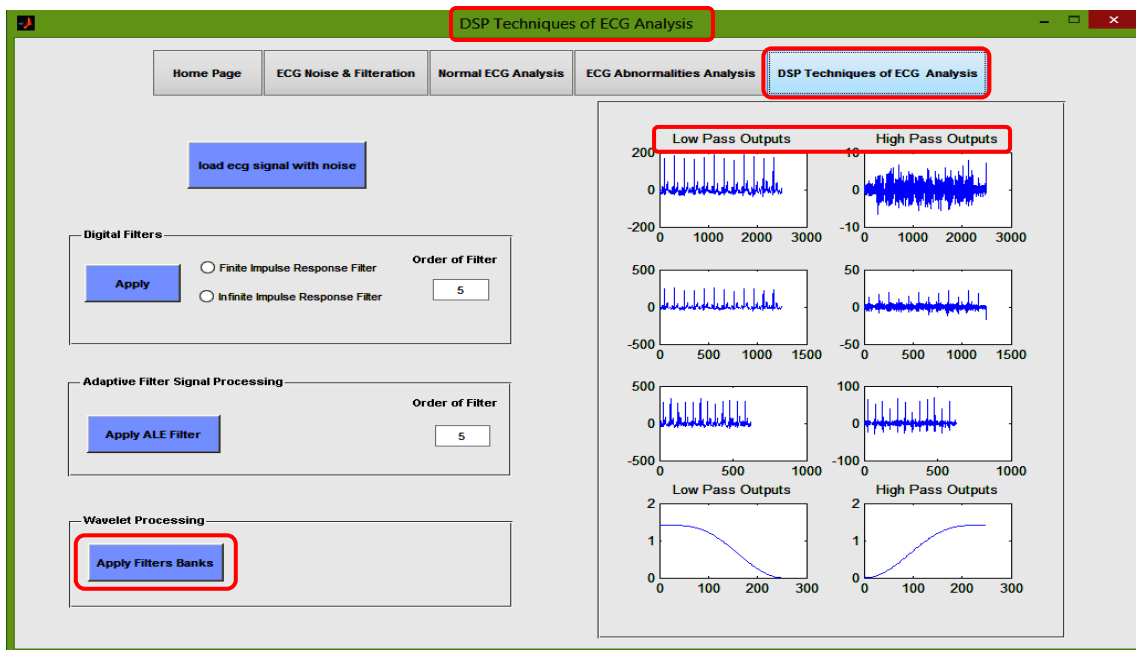 DSP Techniques of ECG Analysis
Home Page
ECG Noise & Filteration
Normal ECG Analysis
ECG Abnormalities Analysis
DSP Techniques of ECG Analysis
load ecg signal with noise
Digital Filters
Apply
Finite Impulse Response Filter
Infinite Impulse Response Filter
Order of Filter
5
Adaptive Filter Signal Processing
Apply ALE Filter
Order of Filter
5
Wavelet Processing
Apply Filters Banks
Low Pass Outputs
200
0
-200
0 1000 2000 3000
High Pass Outputs
10
0
-10
0 1000 2000 3000
500
0
-500
0 500 1000 1500
50
0
-50
0 500 1000 1500
500
0
-500
0 500 1000
100
0
-100
0 500 1000
Low Pass Outputs
2
1
0
0 100 200 300
High Pass Outputs
2
1
0
0 100 200 300